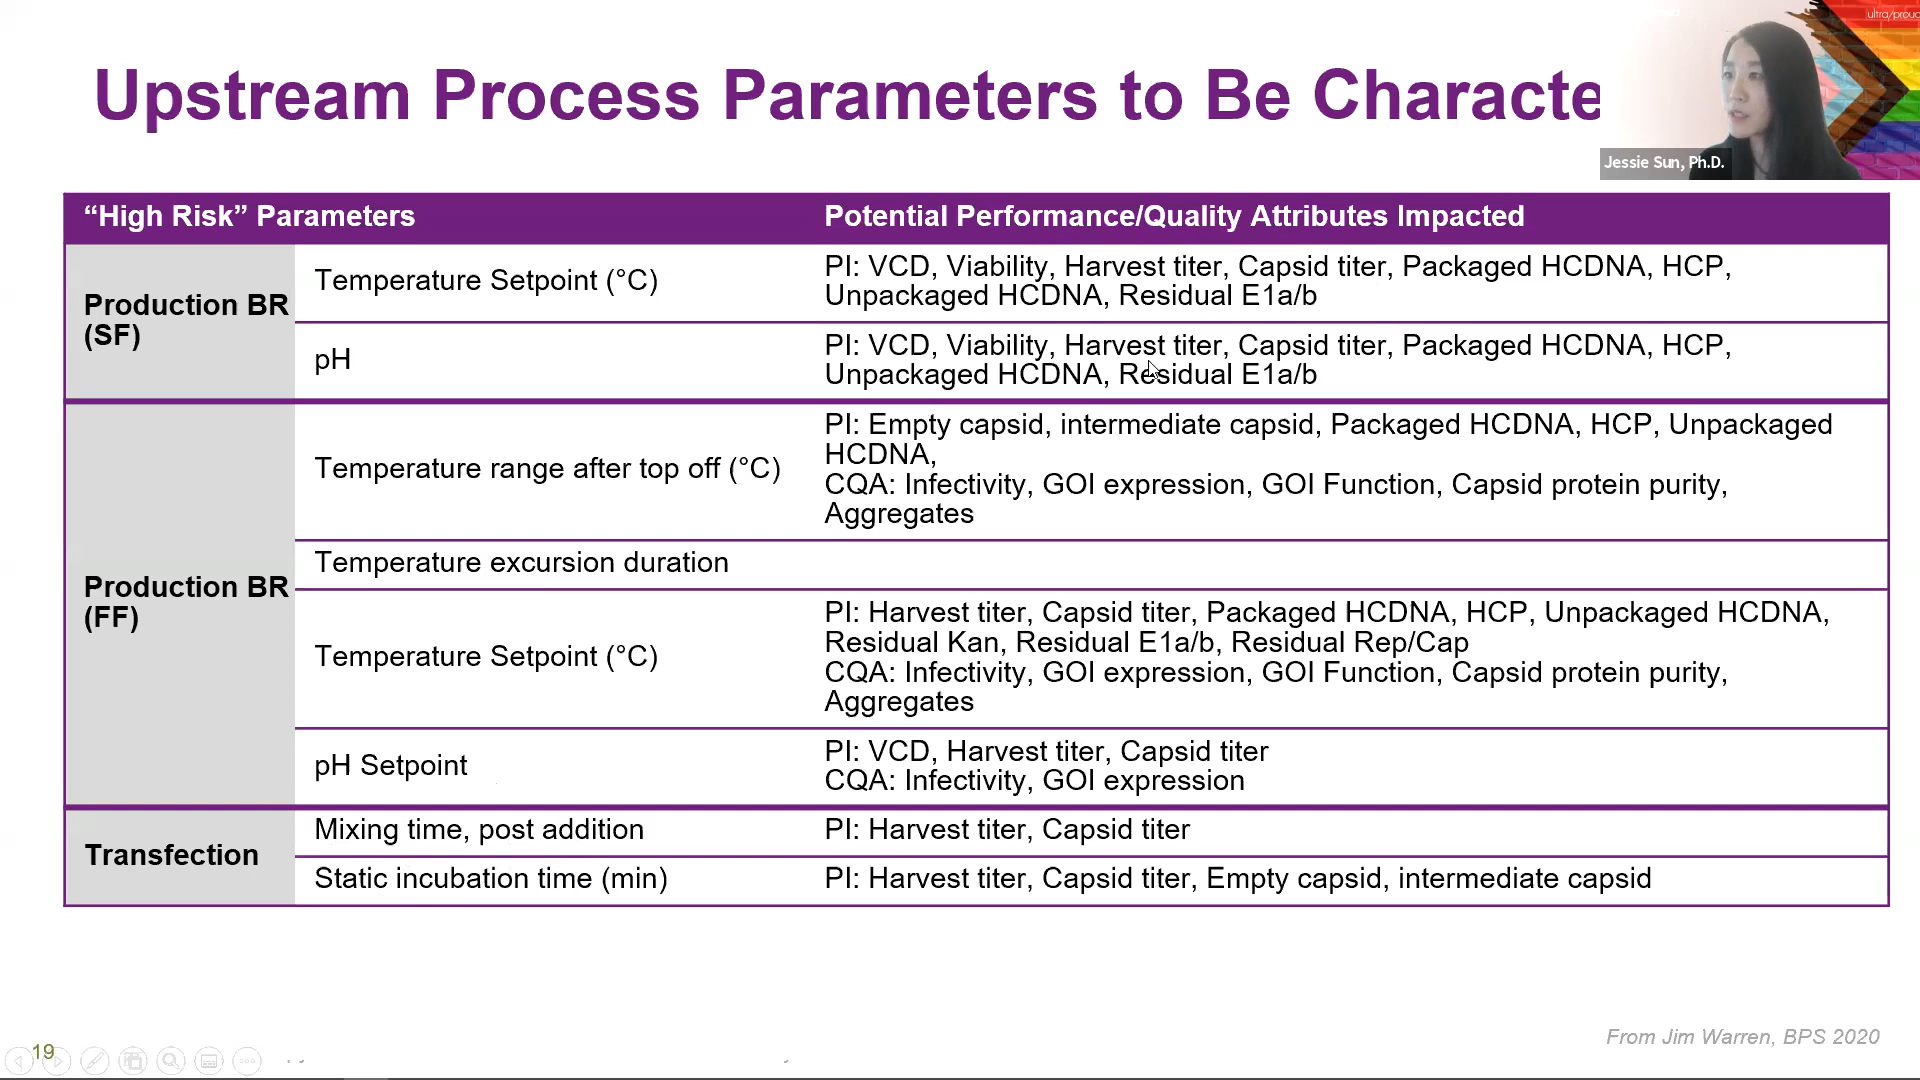 ultra/proud
Upstream Process Parameters to Be Characte
Jessie Sun, Ph.D.
“High Risk” Parameters
Potential Performance/Quality Attributes Impacted
Production BR
(SF)
Temperature Setpoint (°C)
PI: VCD, Viability, Harvest titer, Capsid titer, Packaged HCDNA, HCP,
Unpackaged HCDNA, Residual E1a/b
pH
PI: VCD, Viability, Harvest titer, Capsid titer, Packaged HCDNA, HCP,
Unpackaged HCDNA, Residual E1a/b
Production BR
(FF)
Temperature range after top off (°C)
PI: Empty capsid, intermediate capsid, Packaged HCDNA, HCP, Unpackaged
HCDNA,
CQA: Infectivity, GOI expression, GOI Function, Capsid protein purity,
Aggregates
Temperature excursion duration
Temperature Setpoint (°C)
PI: Harvest titer, Capsid titer, Packaged HCDNA, HCP, Unpackaged HCDNA,
Residual Kan, Residual E1a/b, Residual Rep/Cap
CQA: Infectivity, GOI expression, GOI Function, Capsid protein purity,
Aggregates
pH Setpoint
PI: VCD, Harvest titer, Capsid titer
CQA: Infectivity, GOI expression
Transfection
Mixing time, post addition
PI: Harvest titer, Capsid titer
Static incubation time (min)
PI: Harvest titer, Capsid titer, Empty capsid, intermediate capsid
From Jim Warren, BPS 2020
19